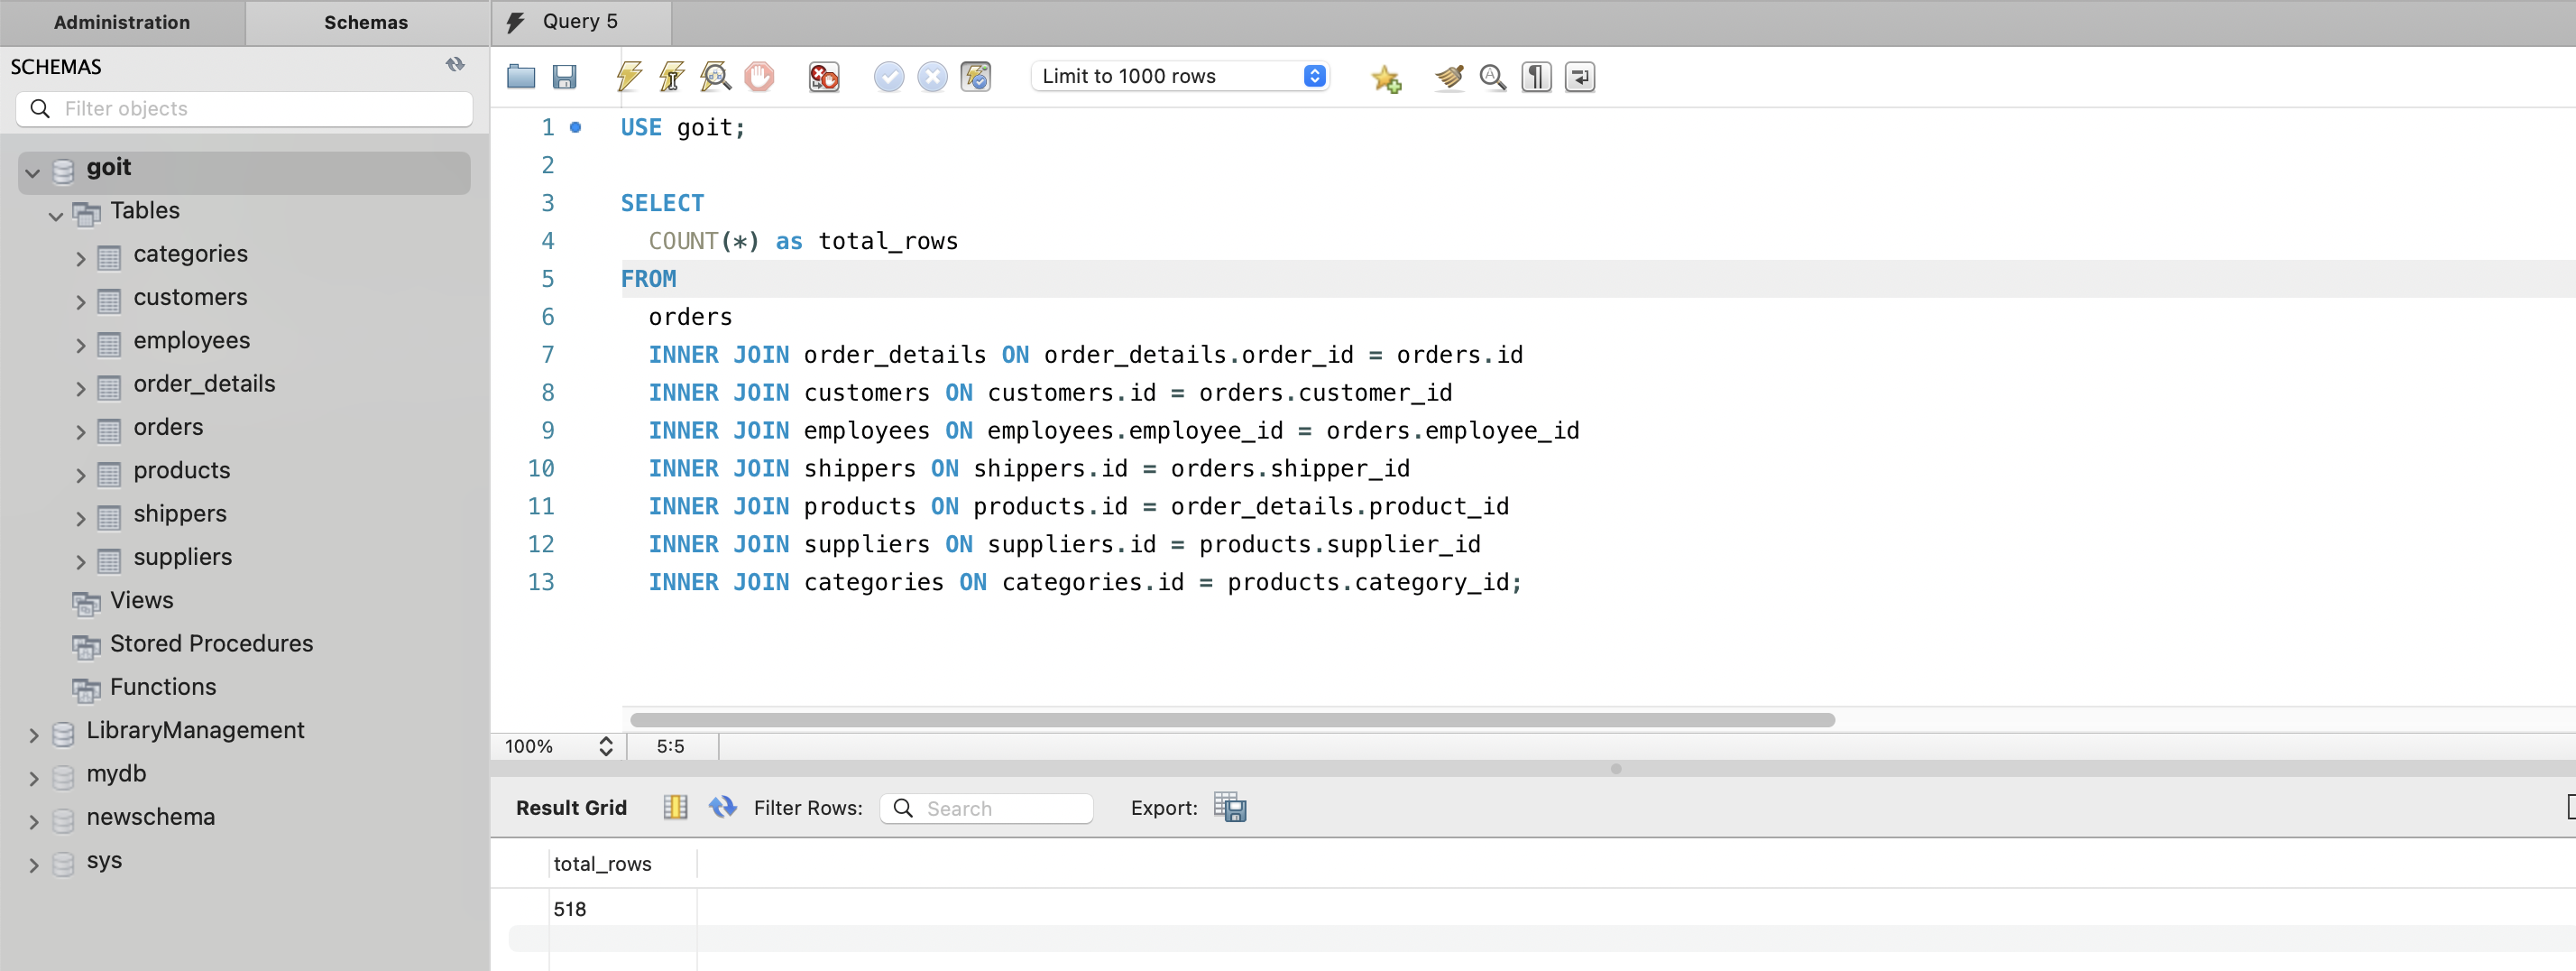 Administration
Schemas
SCHEMAS
Filter objects
goit
Tables
categories
customers
employees
order_details
orders
products
shippers
suppliers
Views
Stored Procedures
Functions
LibraryManagement
mydb
newschema
sys
Query 5
Limit to 1000 rows
1 USE goit;
2
3 SELECT
4 COUNT(*) as total_rows
5 FROM
6 orders
7 INNER JOIN order_details ON order_details.order_id = orders.id
8 INNER JOIN customers ON customers.id = orders.customer_id
9 INNER JOIN employees ON employees.employee_id = orders.employee_id
10 INNER JOIN shippers ON shippers.id = orders.shipper_id
11 INNER JOIN products ON products.id = order_details.product_id
12 INNER JOIN suppliers ON suppliers.id = products.supplier_id
13 INNER JOIN categories ON categories.id = products.category_id;
100% 5:5
Result Grid Filter Rows: Search Export:
total_rows
518